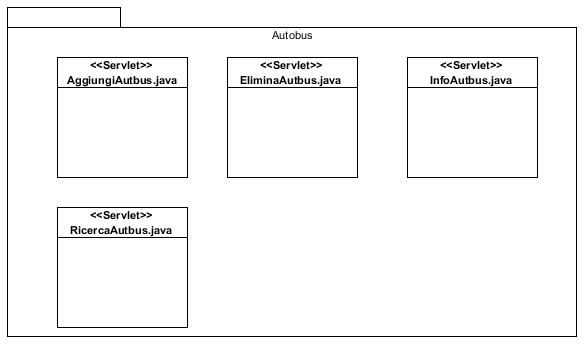 Autobus
<<Servlet>>
AggiungiAutbus.java
<<Servlet>>
EliminaAutbus.java
<<Servlet>>
InfoAutbus.java
<<Servlet>>
RicercaAutbus.java